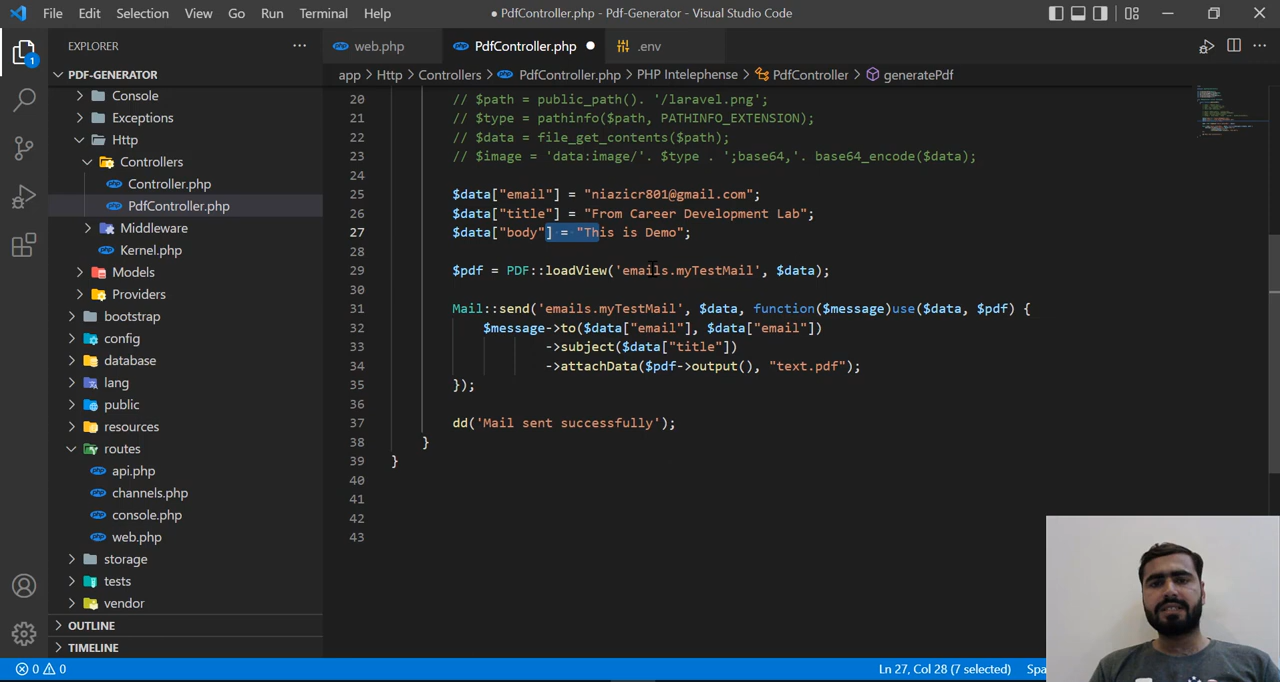 File Edit Selection View Go Run Terminal Help
● PdfController.php - Pdf-Generator - Visual Studio Code
EXPLORER
web.php
PdfController.php
.env
1
PDF-GENERATOR
app > Http > Controllers > PdfController.php > PHP Intelephense > PdfController > generatePdf
Console
Exceptions
Http
Controllers
Controller.php
PdfController.php
Middleware
Kernel.php
Models
Providers
bootstrap
config
database
lang
public
resources
routes
api.php
channels.php
console.php
web.php
storage
tests
vendor
OUTLINE
TIMELINE
20 // $path = public_path(). '/laravel.png';
21 // $type = pathinfo($path, PATHINFO_EXTENSION);
22 // $data = file_get_contents($path);
23 // $image = 'data:image/'. $type . ';base64,'. base64_encode($data);
24
25 $data["email"] = "niazicr801@gmail.com";
26 $data["title"] = "From Career Development Lab";
27 $data["body"] = "This is Demo";
28
29 $pdf = PDF::loadView('emails.myTestMail', $data);
30
31 Mail::send('emails.myTestMail', $data, function($message)use($data, $pdf) {
32 $message->to($data["email"], $data["email"])
33 ->subject($data["title"])
34 ->attachData($pdf->output(), "text.pdf");
35 });
36
37 dd('Mail sent successfully');
38 }
39 }
40
41
42
43
0 0
Ln 27, Col 28 (7 selected)
Spa